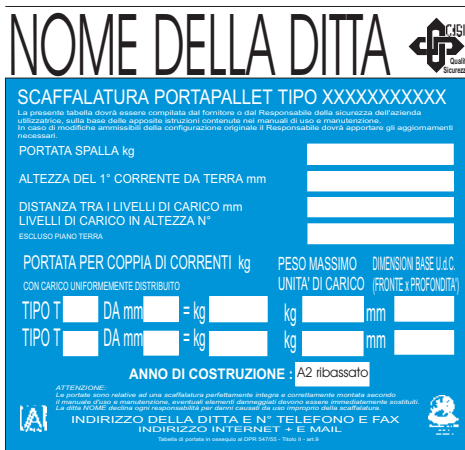 NOME DELLA DITTA
CISI
Qualità
Sicurezza
SCAFFALATURA PORTAPALLET TIPO XXXXXXXXXXX
La presente tabella dovrà essere compilata dal fornitore o dal Responsabile della sicurezza dell'azienda
utilizzatrice, sulla base delle apposite istruzioni contenute nei manuali di uso e manutenzione.
In caso di modifiche ammissibili della configurazione originale il Responsabile dovrà apportare gli aggiornamenti
necessari.
PORTATA SPALLA kg
ALTEZZA DEL 1° CORRENTE DA TERRA mm
DISTANZA TRA I LIVELLI DI CARICO mm
LIVELLI DI CARICO IN ALTEZZA N°
ESCLUSO PIANO TERRA
PORTATA PER COPPIA DI CORRENTI kg
PESO MASSIMO
UNITA' DI CARICO
DIMENSIONI BASE U.d.C.
(FRONTE x PROFONDITA')
CON CARICO UNIFORMEMENTE DISTRIBUITO
TIPO T DA mm = kg kg mm
TIPO T DA mm = kg kg mm
ANNO DI COSTRUZIONE : A2 ribassato
ATTENZIONE:
Le portate sono relative ad una scaffalatura perfettamente integra e correttamente montata secondo
il manuale d'uso e manutenzione, eventuali elementi danneggiati devono essere immediatamente sostituiti.
La ditta NOME declina ogni responsabilità per danni causati da uso improprio della scaffalatura.
INDIRIZZO DELLA DITTA E N° TELEFONO E FAX
INDIRIZZO INTERNET + E MAIL
Tabella di portata in ossequio al DPR 547/55 - Titolo II - art.9